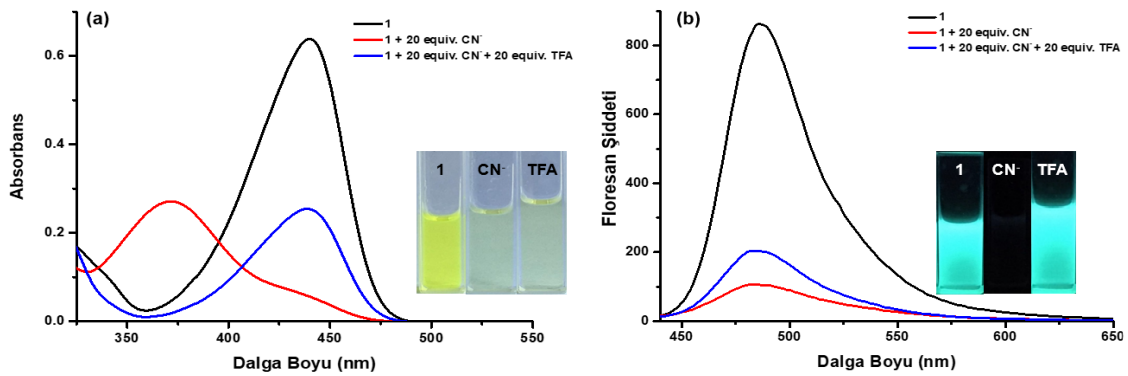 (a)
1
1 + 20 equiv. CN⁻
1 + 20 equiv. CN⁻ + 20 equiv. TFA
Absorbans
0.6
0.4
0.2
0.0
350
400
450
500
550
Dalga Boyu (nm)
1 CN⁻ TFA
(b)
1
1 + 20 equiv. CN⁻
1 + 20 equiv. CN⁻ + 20 equiv. TFA
Floresan Şiddeti
800
600
400
200
0
450
500
550
600
650
Dalga Boyu (nm)
1 CN⁻ TFA